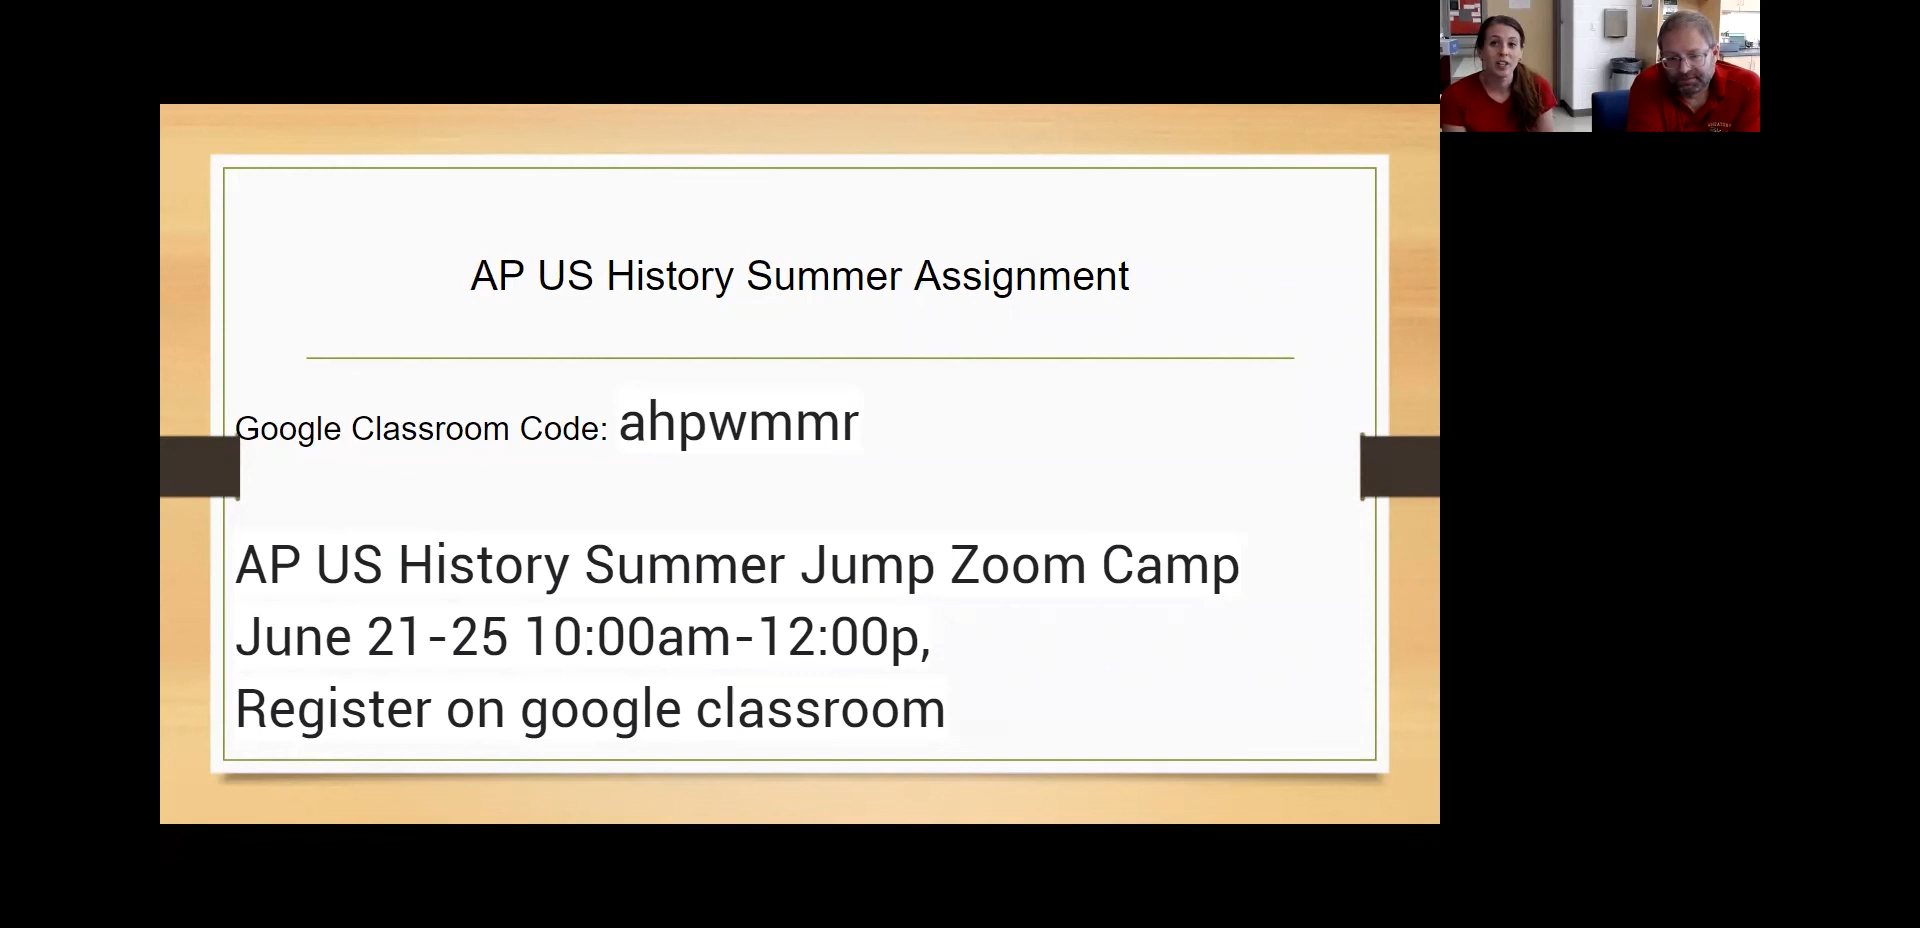 AP US History Summer Assignment
Google Classroom Code: ahpwmmr
AP US History Summer Jump Zoom Camp
June 21-25 10:00am-12:00p,
Register on google classroom